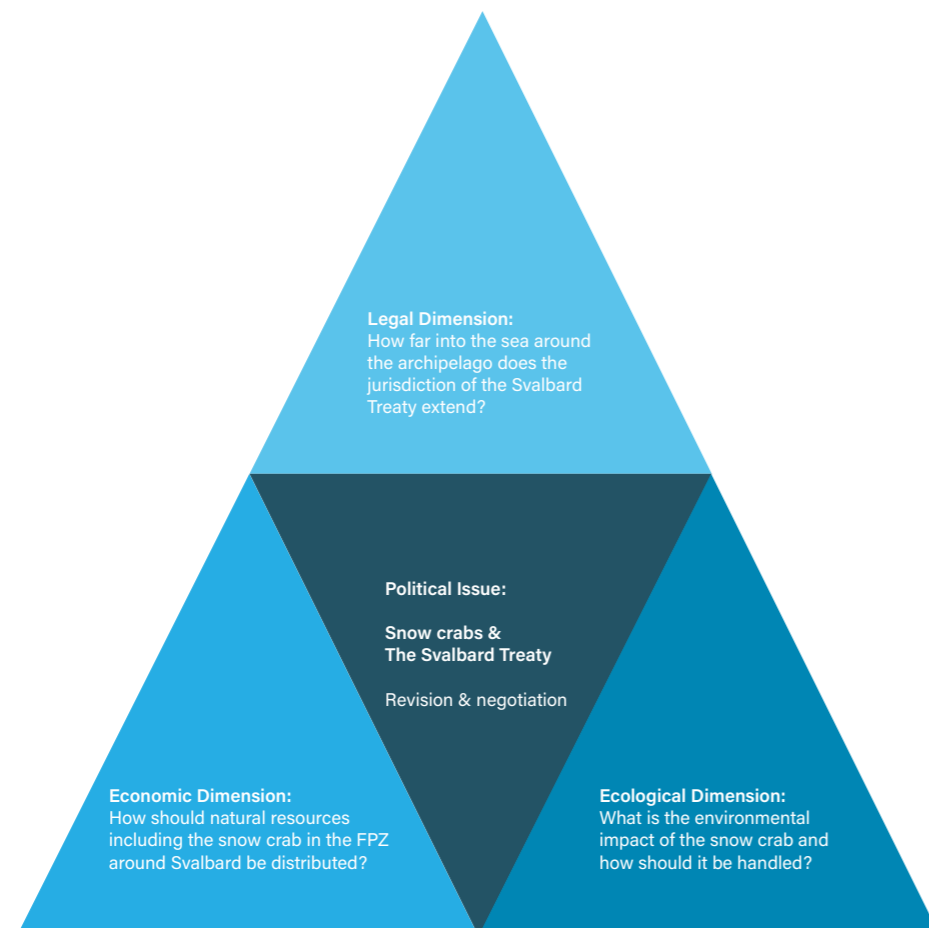 Legal Dimension:
How far into the sea around
the archipelago does the
jurisdiction of the Svalbard
Treaty extend?
Political Issue:
Snow crabs &
The Svalbard Treaty
Revision & negotiation
Economic Dimension:
How should natural resources
including the snow crab in the FPZ
around Svalbard be distributed?
Ecological Dimension:
What is the environmental
impact of the snow crab and
how should it be handled?